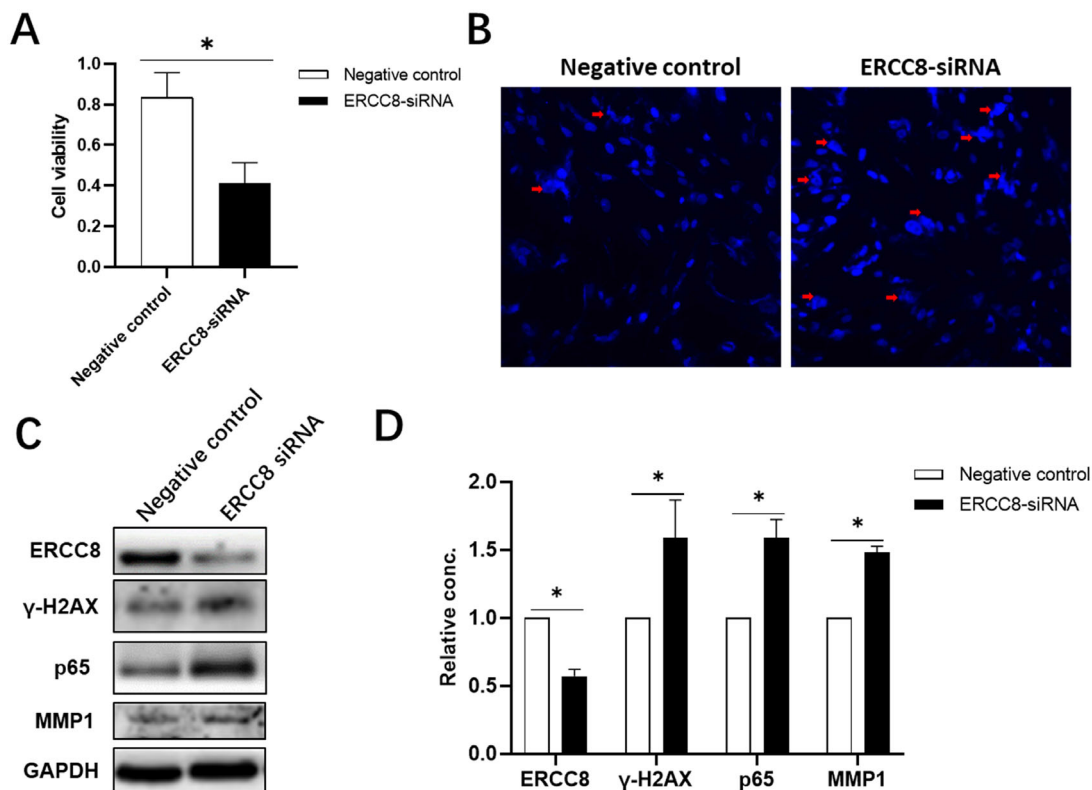 A
*
1.0
0.8
0.6
0.4
0.2
0.0
Cell viability
Negative control
ERCC8-siRNA
Negative control
ERCC8-siRNA
B
Negative control
ERCC8-siRNA
C
Negative control
ERCC8 siRNA
ERCC8
γ-H2AX
p65
MMP1
GAPDH
D
Negative control
ERCC8-siRNA
2.0
1.5
1.0
0.5
0.0
Relative conc.
*
*
*
*
ERCC8
γ-H2AX
p65
MMP1